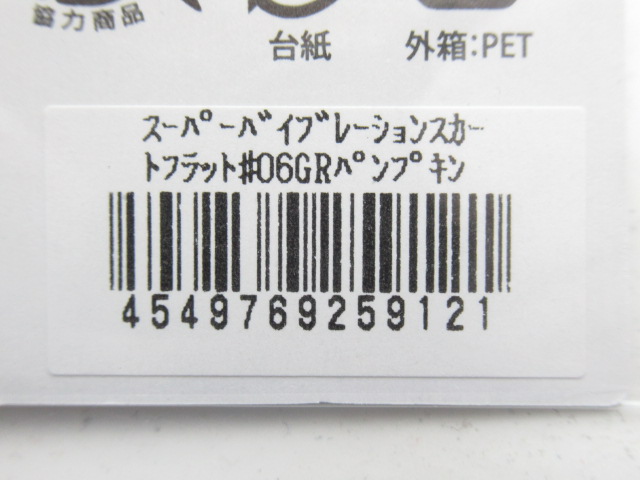 協力商品
台紙 外箱:PET
スーパーバイブレーションスカー
トフラット#06GRパンプキン
4549769259121